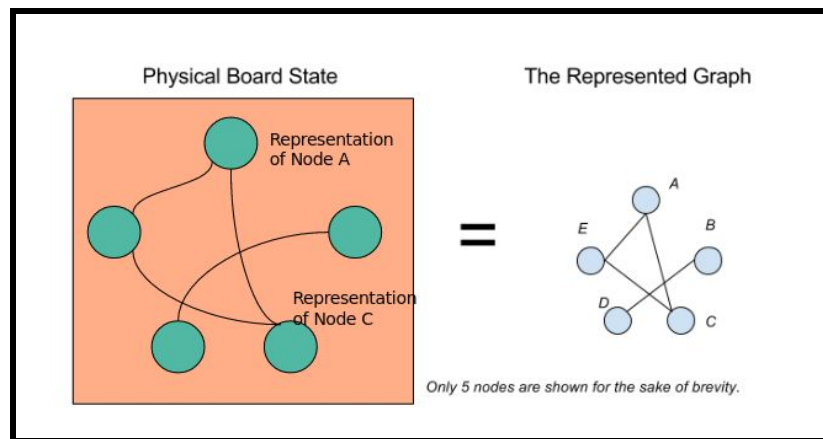 Physical Board State
The Represented Graph
Representation
of Node A
Representation
of Node C
=
A
B
E
D
C
Only 5 nodes are shown for the sake of brevity.